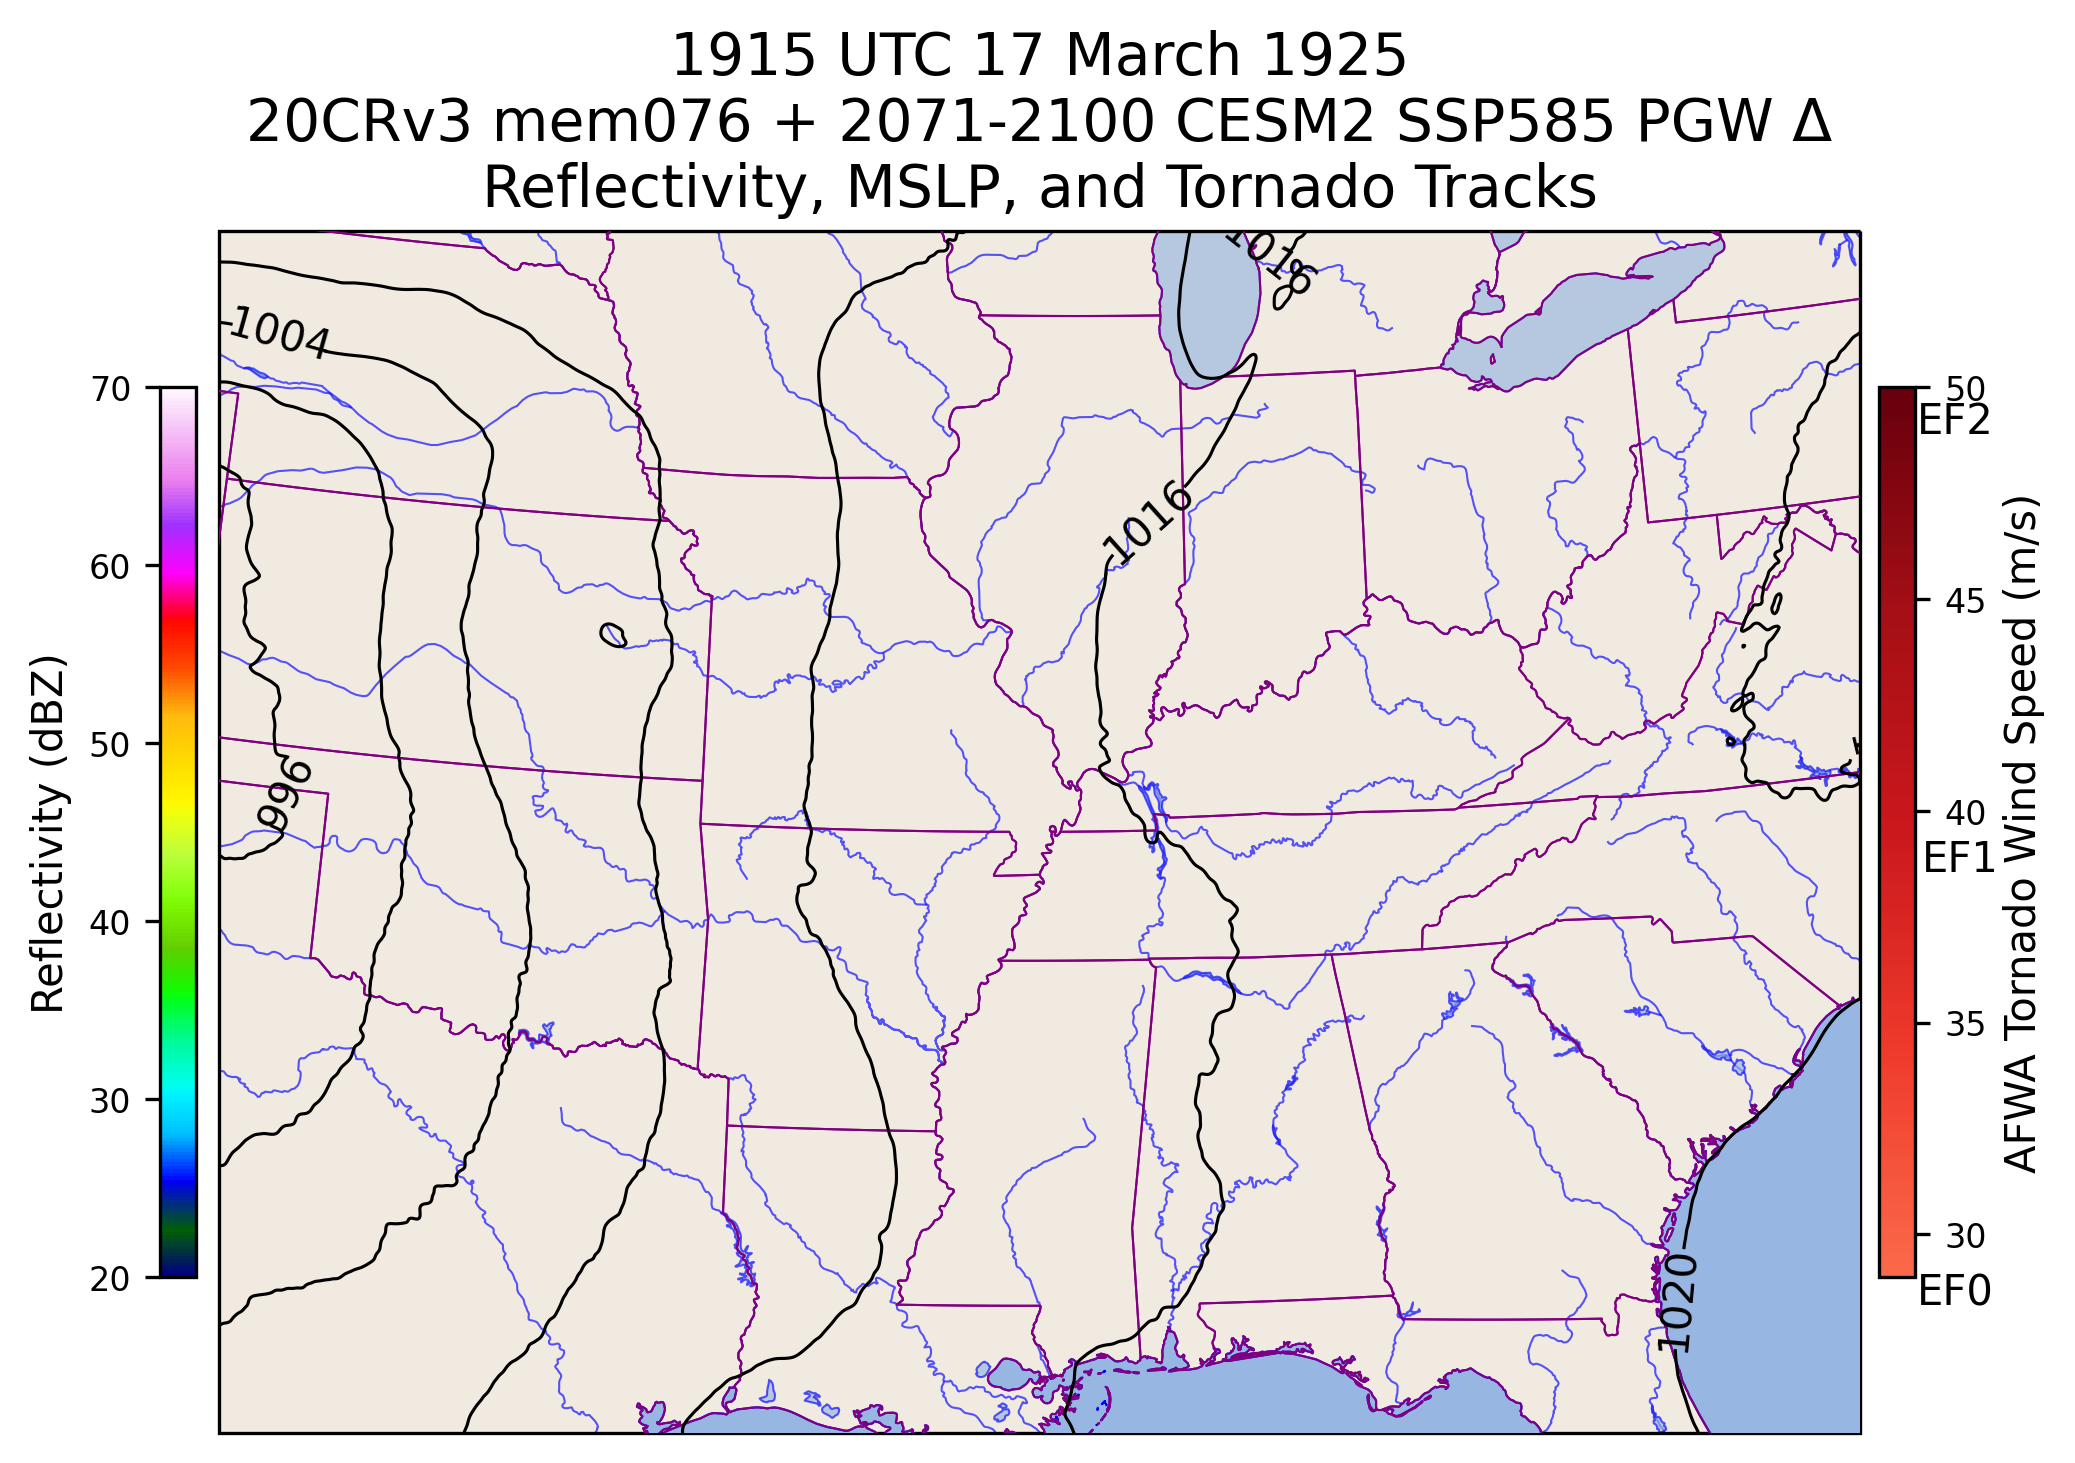 1915 UTC 17 March 1925
20CRv3 mem076 + 2071-2100 CESM2 SSP585 PGW Δ
Reflectivity, MSLP, and Tornado Tracks
1016
1004
70
60
50
40
30
20
Reflectivity (dBZ)
1016
996
1020
50
EF2
45
40
EF1
35
30
EF0
AFWA Tornado Wind Speed (m/s)